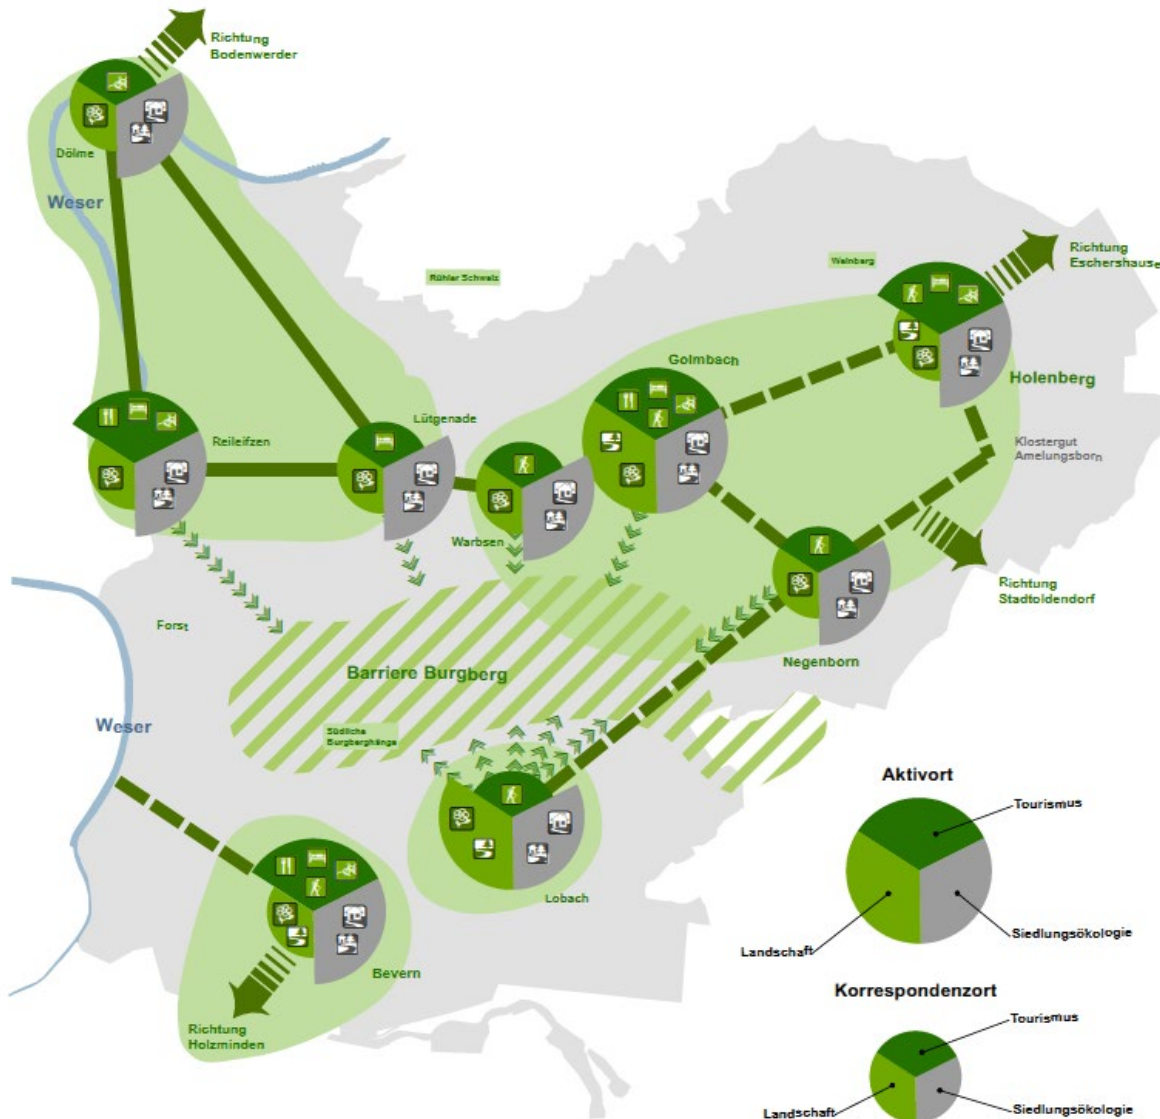 Richtung
Bodenwerder
Dölme
Weser
Rühler Schweiz
Weinberg
Richtung
Eschershause
Golmbach
Holenberg
Lütgenade
Reileifzen
Klostergut
Amelungsborn
Warbsen
Richtung
Stadtoldendorf
Forst
Negenborn
Barriere Burgberg
Weser
Südliche
Burgberghänge
Aktivort
Tourismus
Lobach
Landschaft
Siedlungsökologie
Bevern
Korrespondenzort
Tourismus
Richtung
Holzminden
Landschaft
Siedlungsökologie